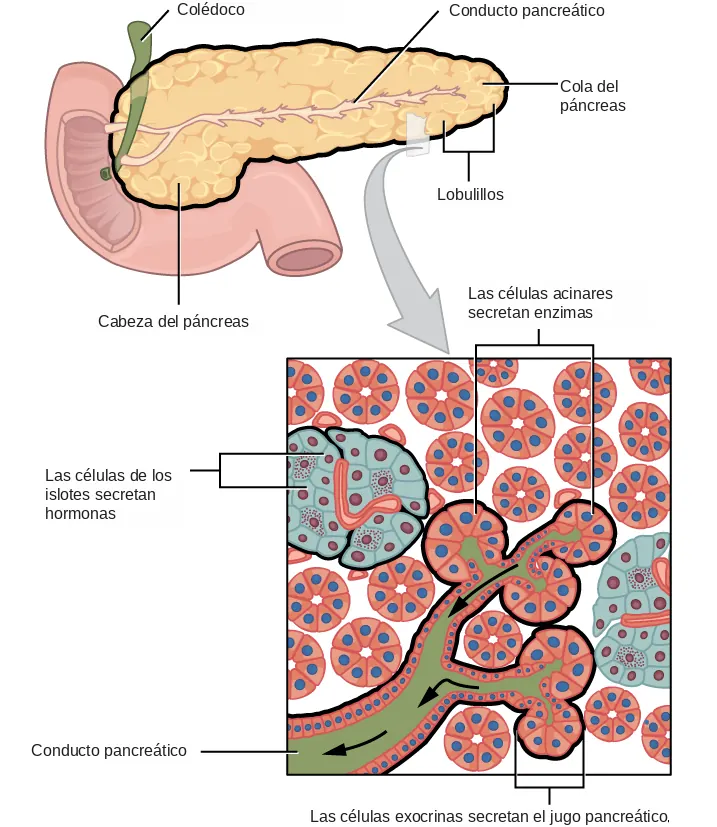 Colédoco
Conducto pancreático
Cola del
páncreas
Lobulillos
Cabeza del páncreas
Las células acinares
secretan enzimas
Las células de los
islotes secretan
hormonas
Conducto pancreático
Las células exocrinas secretan el jugo pancreático.